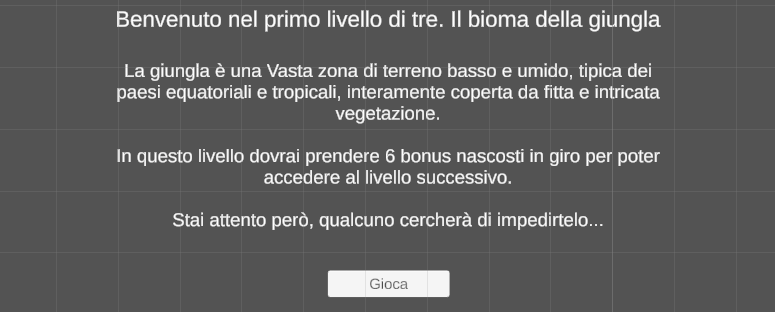 Benvenuto nel primo livello di tre. Il bioma della giungla
La giungla è una Vasta zona di terreno basso e umido, tipica dei
paesi equatoriali e tropicali, interamente coperta da fitta e intricata
vegetazione.
In questo livello dovrai prendere 6 bonus nascosti in giro per poter
accedere al livello successivo.
Stai attento però, qualcuno cercherà di impedirtelo...
Gioca